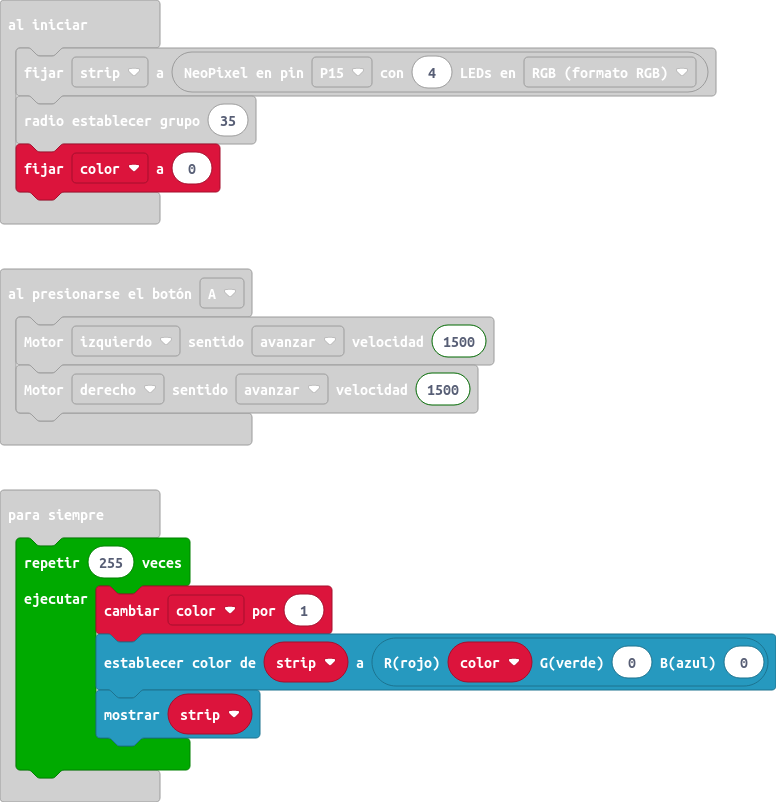 al iniciar
fijar strip a NeoPixel en pin P15 con 4 LEDs en RGB (formato RGB)
radio establecer grupo 35
fijar color a 0
al presionarse el botón A
Motor izquierdo sentido avanzar velocidad 1500
Motor derecho sentido avanzar velocidad 1500
para siempre
repetir 255 veces
ejecutar
cambiar color por 1
establecer color de strip a R(rojo) color G(verde) 0 B(azul) 0
mostrar strip